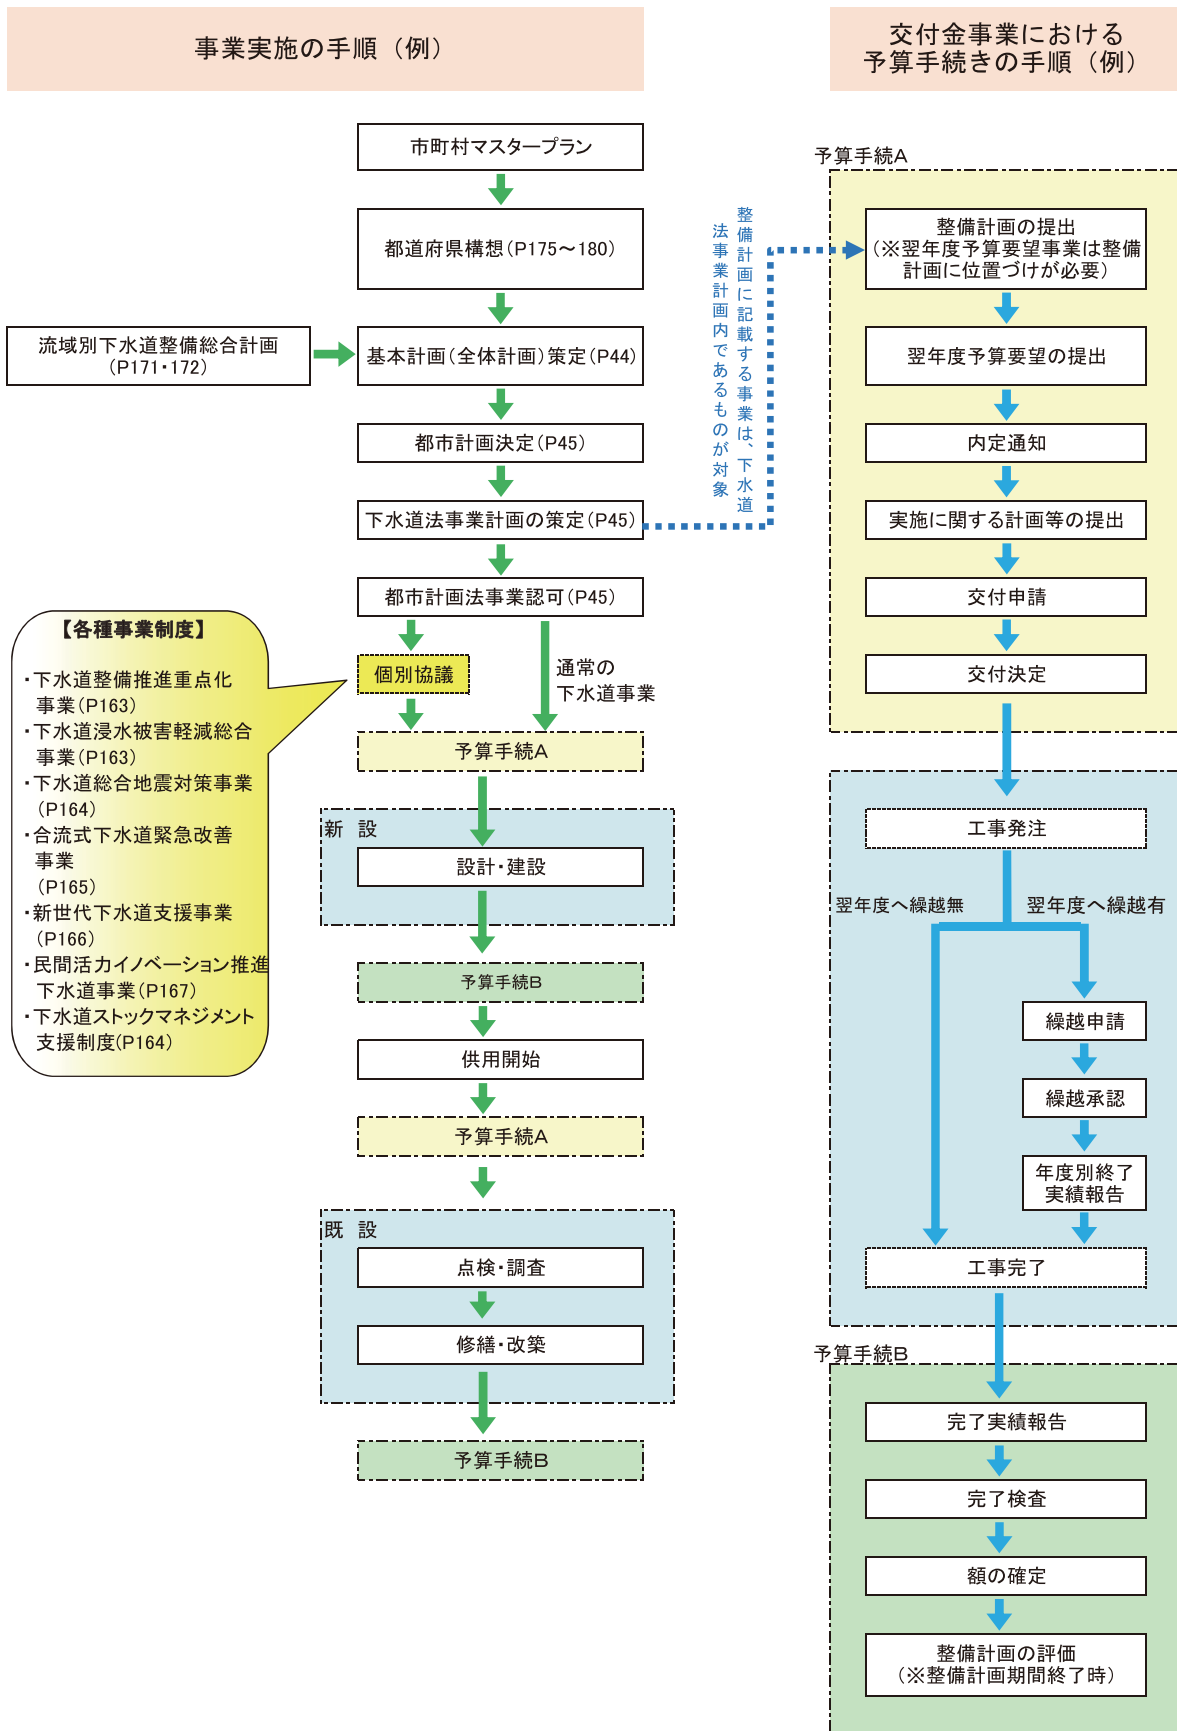 事業実施の手順（例）
市町村マスタープラン
都道府県構想(P175～180)
流域別下水道整備総合計画
(P171・172)
基本計画(全体計画)策定(P44)
都市計画決定(P45)
下水道法事業計画の策定(P45)
都市計画法事業認可(P45)
個別協議
通常の
下水道事業
【各種事業制度】
・下水道整備推進重点化
事業(P163)
・下水道浸水被害軽減総合
事業(P163)
・下水道総合地震対策事業
(P164)
・合流式下水道緊急改善
事業
(P165)
・新世代下水道支援事業
(P166)
・民間活力イノベーション推進
下水道事業(P167)
・下水道ストックマネジメント
支援制度(P164)
予算手続A
新 設
設計・建設
予算手続B
供用開始
予算手続A
既 設
点検・調査
修繕・改築
予算手続B
整備計画に記載する事業は、下水道
法事業計画内であるものが対象
交付金事業における
予算手続きの手順（例）
予算手続A
整備計画の提出
(※翌年度予算要望事業は整備
計画に位置づけが必要)
翌年度予算要望の提出
内定通知
実施に関する計画等の提出
交付申請
交付決定
工事発注
翌年度へ繰越無
翌年度へ繰越有
繰越申請
繰越承認
年度別終了
実績報告
工事完了
予算手続B
完了実績報告
完了検査
額の確定
整備計画の評価
(※整備計画期間終了時)